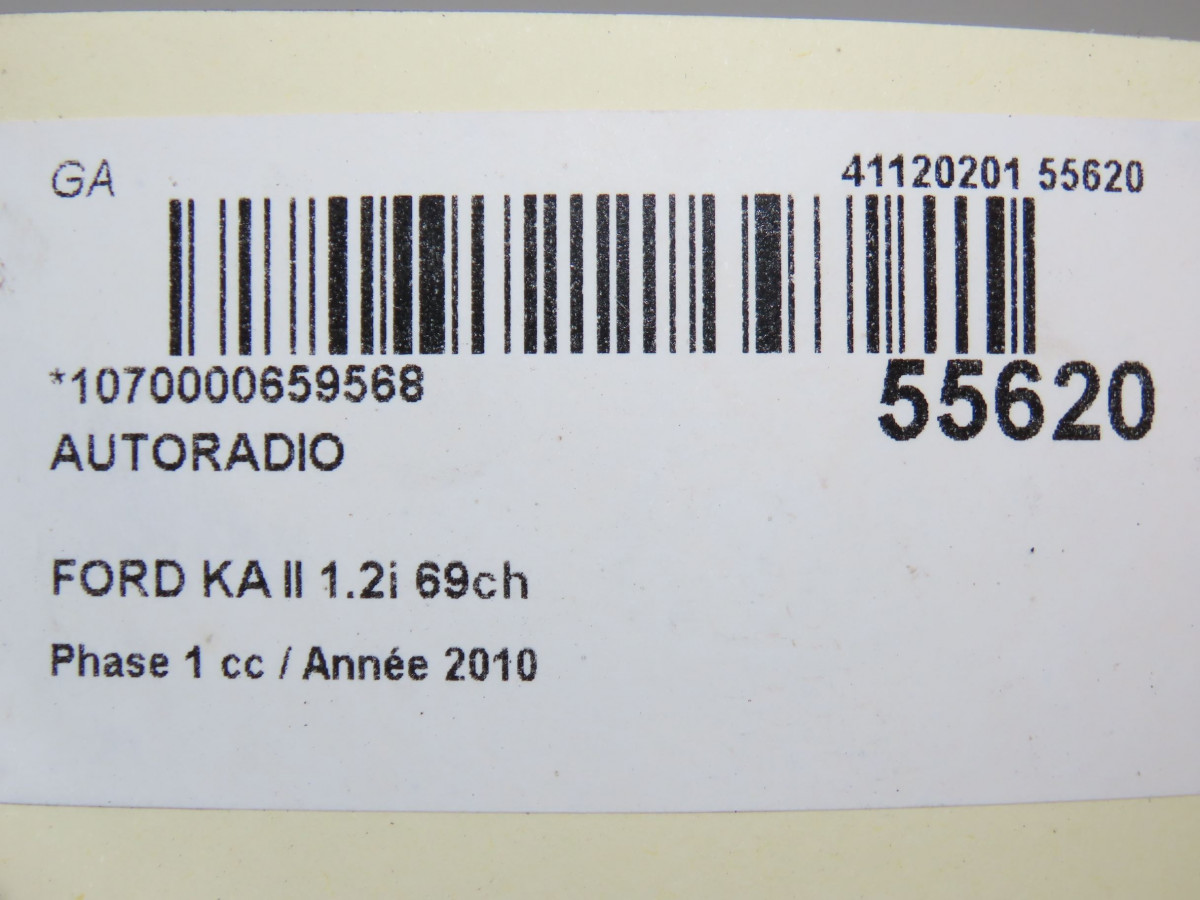 GA
41120201 55620
*1070000659568
55620
AUTORADIO
FORD KA II 1.2i 69ch
Phase 1 cc / Année 2010